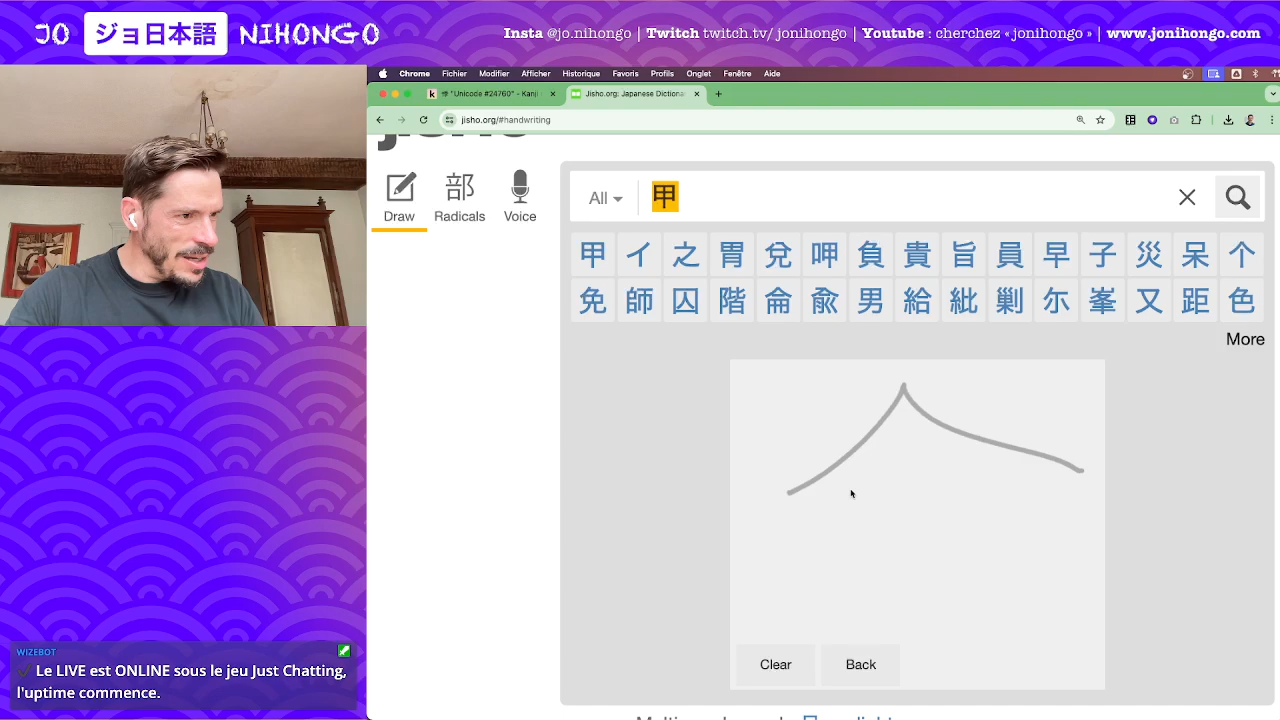 JO ジョ日本語 NIHONGO
Insta @jo.nihongo | Twitch twitch.tv/ jonihongo | Youtube : cherchez « jonihongo » | www.jonihongo.com
Chrome Fichier Modifier Afficher Historique Favoris Profils Onglet Fenêtre Aide
"Unicode #24760" - Kanji
Jisho.org: Japanese Dictiona
jisho.org/#handwriting
Draw
部 Radicals
Voice
All
甲
甲 イ 之 冑 兌 呷 負 貴 旨 員 早 子 災 呆 个
免 師 囚 階 侖 兪 男 給 紕 剿 尓 峯 又 距 色
More
Clear Back
WIZEBOT
Le LIVE est ONLINE sous le jeu Just Chatting,
l'uptime commence.